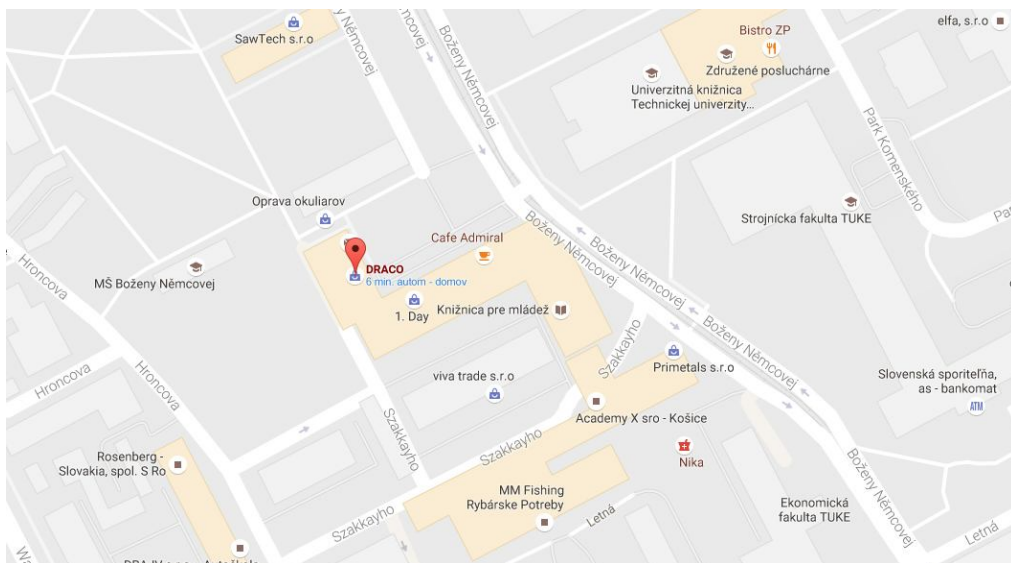 elfa, s.r.o
SawTech s.r.o
Němcovej
Bistro ZP
Boženy Němcovej
Združené posluchárne
Univerzitná knižnica
Technickej univerzity...
Park Komenského
Oprava okuliarov
Strojnícka fakulta TUKE
Boženy Němcovej
Boženy Němcovej
Cafe Admiral
Hroncova
MŠ Boženy Němcovej
DRACO
6 min. autom - domov
1. Day
Knižnica pre mládež
Boženy Němcovej
Hroncova
Hroncova
Szakkayho
Primetals s.r.o
viva trade s.r.o
Slovenská sporiteľňa,
as - bankomat
ATM
Szakkayho
Academy X sro - Košice
Szakkayho
Rosenberg -
Slovakia, spol. S Ro
Nika
MM Fishing
Rybárske Potreby
Ekonomická
fakulta TUKE
Boženy Němcovej
Letná
Szakkayho
Letná